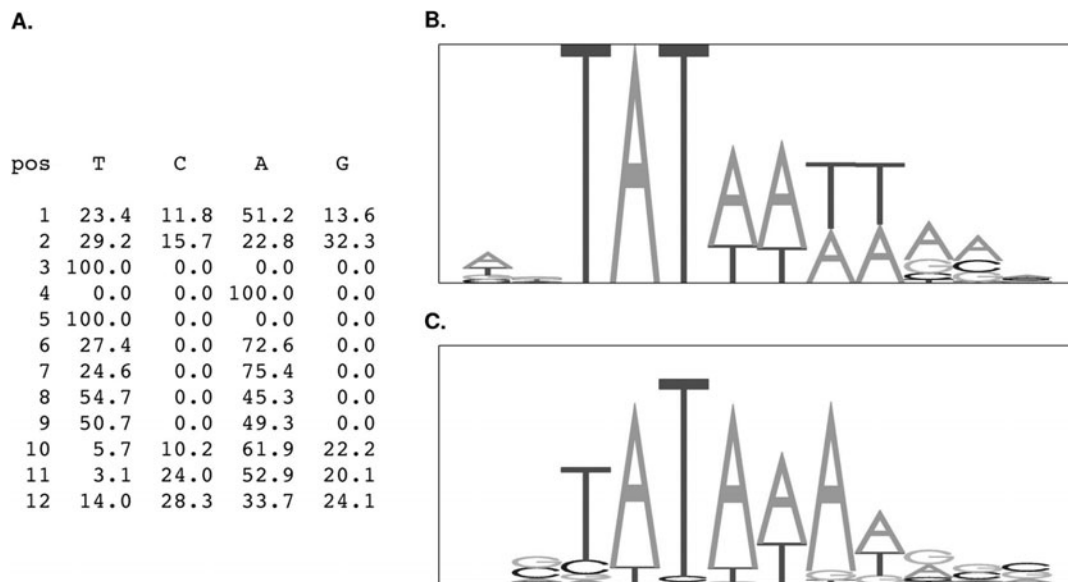 A.
pos T C A G
1 23.4 11.8 51.2 13.6
2 29.2 15.7 22.8 32.3
3 100.0 0.0 0.0 0.0
4 0.0 0.0 100.0 0.0
5 100.0 0.0 0.0 0.0
6 27.4 0.0 72.6 0.0
7 24.6 0.0 75.4 0.0
8 54.7 0.0 45.3 0.0
9 50.7 0.0 49.3 0.0
10 5.7 10.2 61.9 22.2
11 3.1 24.0 52.9 20.1
12 14.0 28.3 33.7 24.1
B.
T A T A A T T A A
T T A A G C
C.
T A T A A A A G
C T T T A